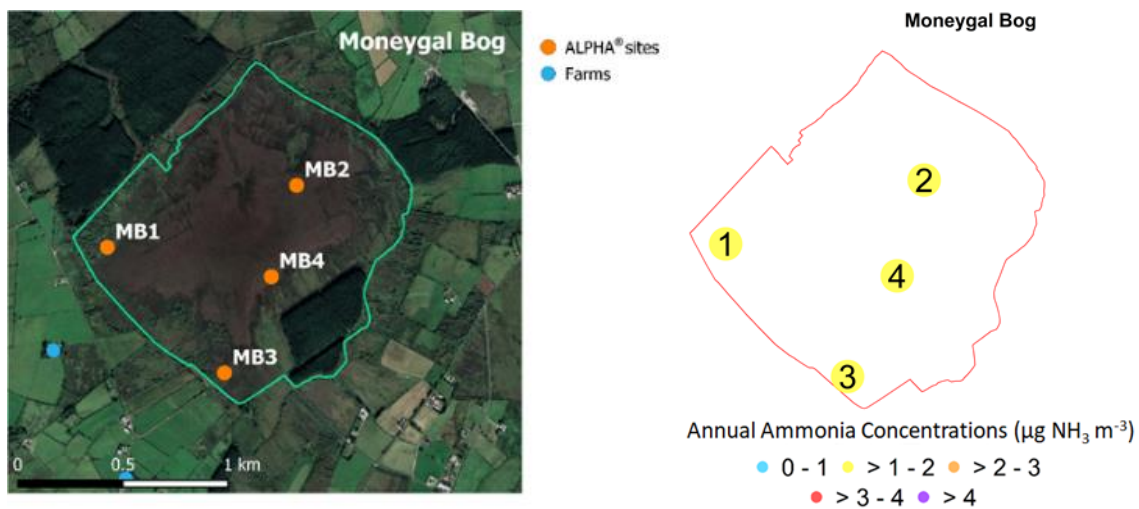 Moneygal Bog
ALPHA® sites
Farms
MB2
MB1
MB4
MB3
0 0.5 1 km
Moneygal Bog
2
1
4
3
Annual Ammonia Concentrations (µg NH₃ m⁻³)
0 - 1 > 1 - 2 > 2 - 3
> 3 - 4 > 4